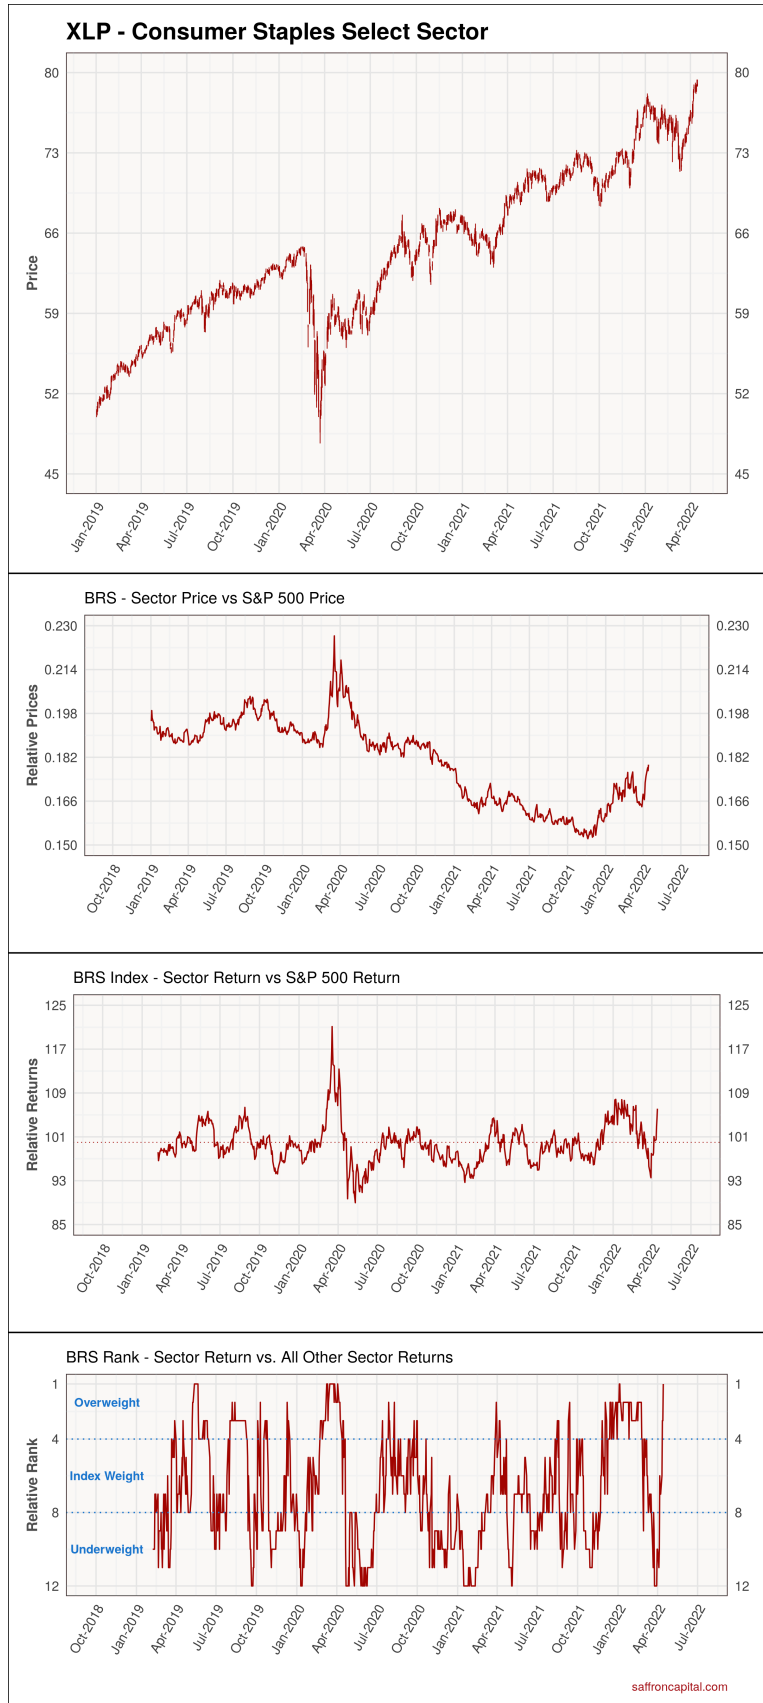 XLP - Consumer Staples Select Sector
80 80
73 73
66 66
59 59
52 52
45 45
Price
Jan-2019 Apr-2019 Jul-2019 Oct-2019 Jan-2020 Apr-2020 Jul-2020 Oct-2020 Jan-2021 Apr-2021 Jul-2021 Oct-2021 Jan-2022 Apr-2022
BRS - Sector Price vs S&P 500 Price
0.230 0.230
0.214 0.214
0.198 0.198
0.182 0.182
0.166 0.166
0.150 0.150
Relative Prices
Oct-2018 Jan-2019 Apr-2019 Jul-2019 Oct-2019 Jan-2020 Apr-2020 Jul-2020 Oct-2020 Jan-2021 Apr-2021 Jul-2021 Oct-2021 Jan-2022 Apr-2022 Jul-2022
BRS Index - Sector Return vs S&P 500 Return
125 125
117 117
109 109
101 101
93 93
85 85
Relative Returns
Oct-2018 Jan-2019 Apr-2019 Jul-2019 Oct-2019 Jan-2020 Apr-2020 Jul-2020 Oct-2020 Jan-2021 Apr-2021 Jul-2021 Oct-2021 Jan-2022 Apr-2022 Jul-2022
BRS Rank - Sector Return vs. All Other Sector Returns
1 1
Overweight
4 4
Index Weight
8 8
Underweight
12 12
Relative Rank
Oct-2018 Jan-2019 Apr-2019 Jul-2019 Oct-2019 Jan-2020 Apr-2020 Jul-2020 Oct-2020 Jan-2021 Apr-2021 Jul-2021 Oct-2021 Jan-2022 Apr-2022 Jul-2022
saffroncapital.com